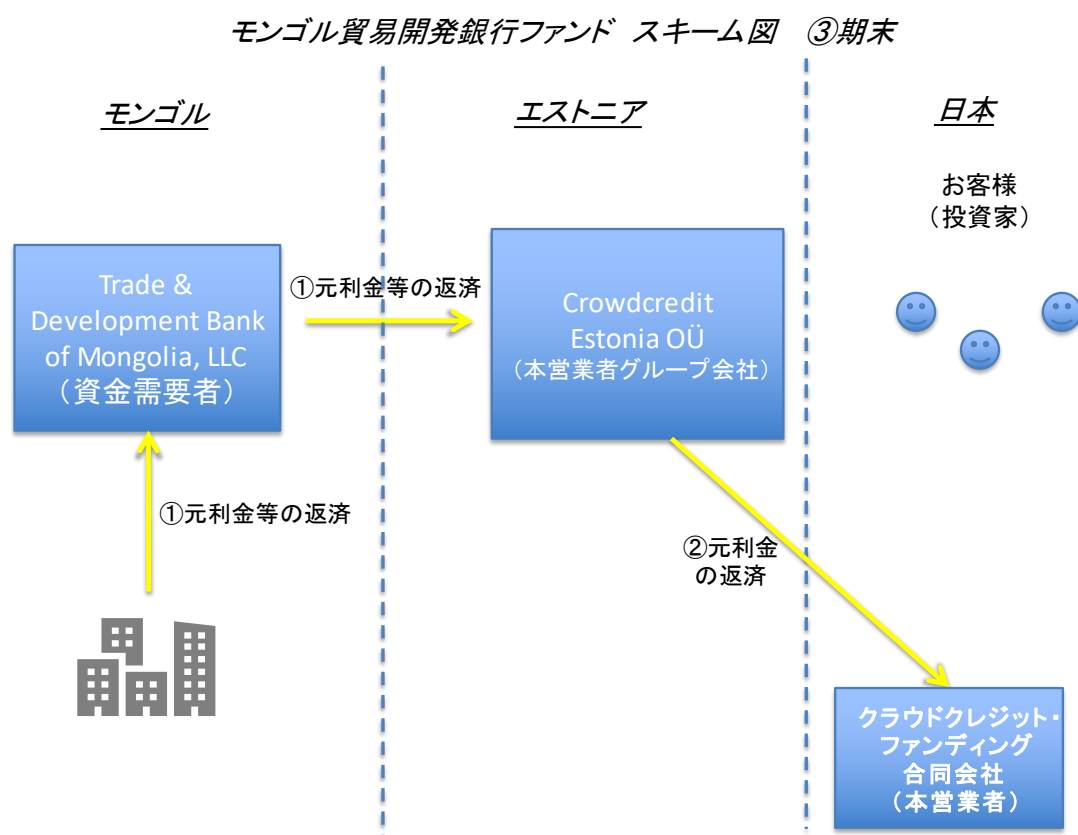 モンゴル貿易開発銀行ファンド　スキーム図　③期末
モンゴル
エストニア
日本
お客様
（投資家）
Trade &
Development Bank
of Mongolia, LLC
（資金需要者）
①元利金等の返済
Crowdcredit
Estonia OÜ
（本営業者グループ会社）
①元利金等の返済
②元利金
の返済
クラウドクレジット・
ファンディング
合同会社
（本営業者）